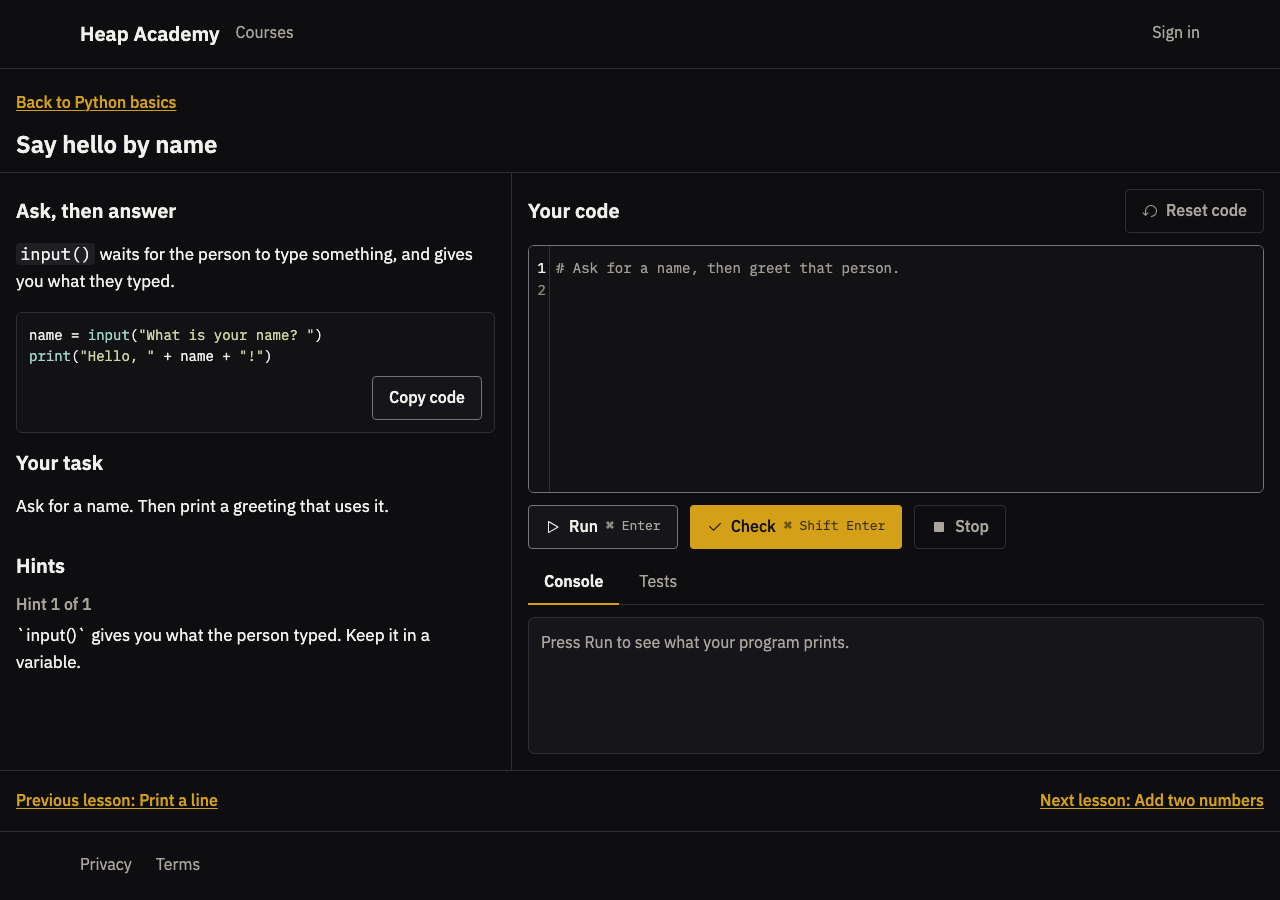 Heap Academy
Courses
Sign in
Back to Python basics
Say hello by name
Ask, then answer
input() waits for the person to type something, and gives
you what they typed.
name = input("What is your name? ")
print("Hello, " + name + "!")
Copy code
Your task
Ask for a name. Then print a greeting that uses it.
Hints
Hint 1 of 1
`input()` gives you what the person typed. Keep it in a
variable.
Your code
Reset code
1 # Ask for a name, then greet that person.
2
Run ⌘ Enter
Check ⌘ Shift Enter
Stop
Console
Tests
Press Run to see what your program prints.
Previous lesson: Print a line
Next lesson: Add two numbers
Privacy
Terms